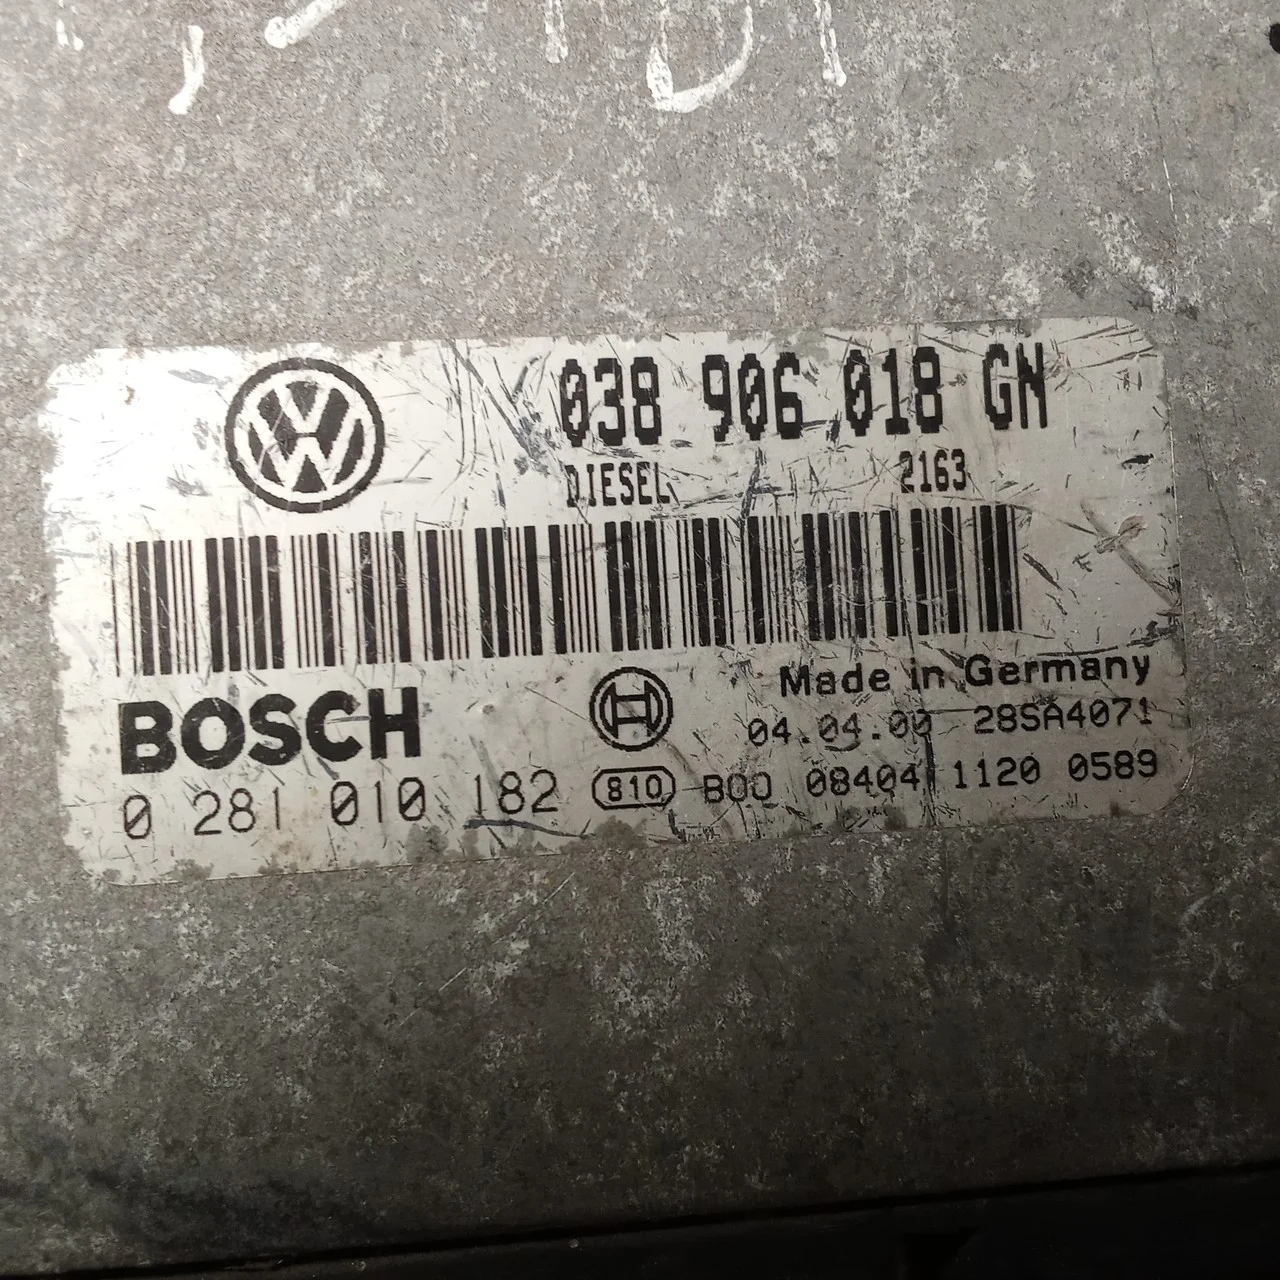 038 906 018 GN
DIESEL 2163
Made in Germany
BOSCH
04.04.00 28SA4071
0 281 010 182 810 B00 08404 1120 0589